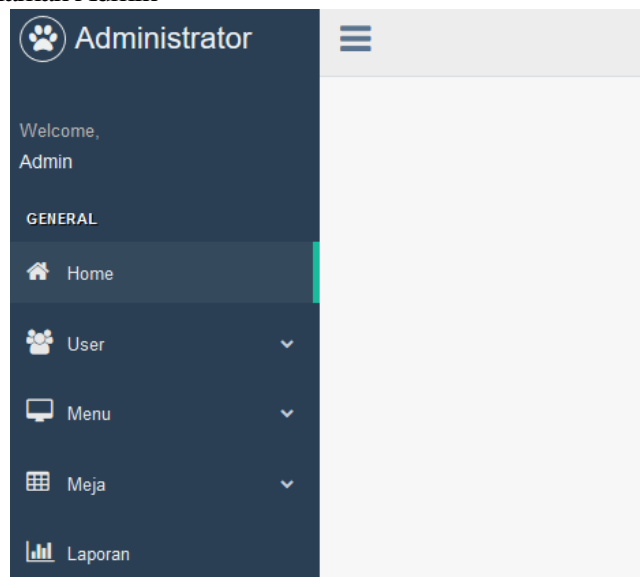 Administrator
Welcome,
Admin
GENERAL
Home
User
Menu
Meja
Laporan